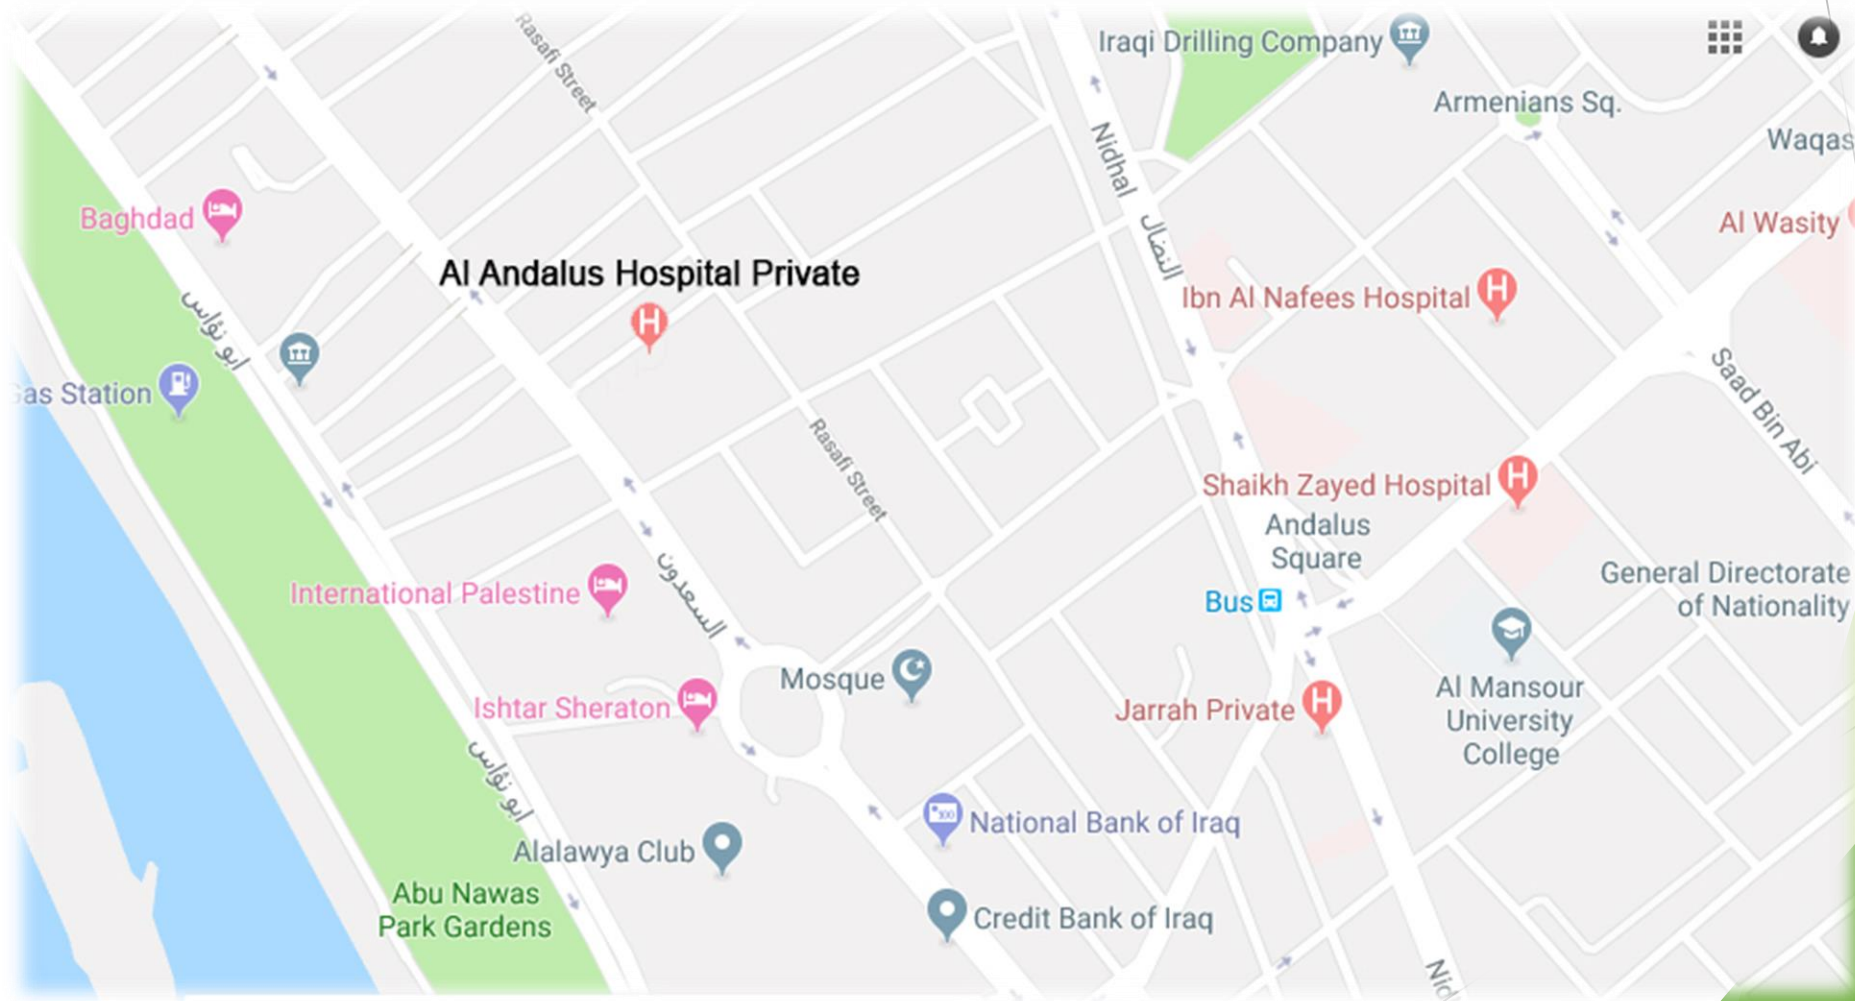 Rasafi Street
Iraqi Drilling Company
Armenians Sq.
Waqas
Nidhal
النضال
Baghdad
Al Wasity
Al Andalus Hospital Private
Ibn Al Nafees Hospital
ابو نؤاس
Gas Station
Saad Bin Abi
Rasafi Street
Shaikh Zayed Hospital
Andalus
Square
International Palestine
السعدون
Bus
General Directorate
of Nationality
Mosque
Ishtar Sheraton
Jarrah Private
Al Mansour
University
College
ابو نؤاس
National Bank of Iraq
Alalawya Club
Abu Nawas
Park Gardens
Credit Bank of Iraq
Nid